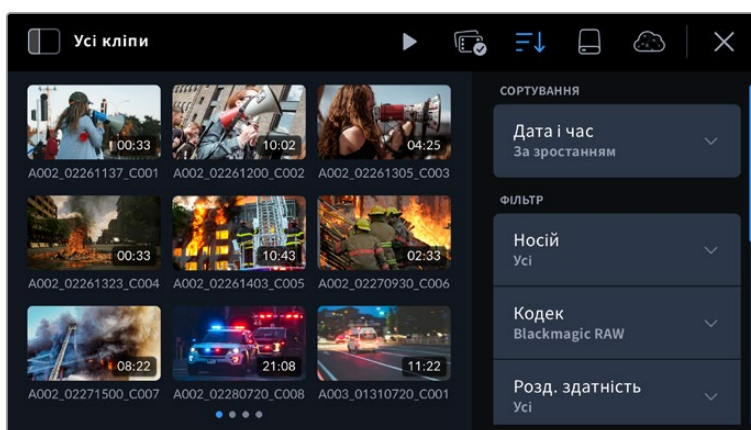 Усі кліпи
00:33
10:02
04:25
A002_02261137_C001
A002_02261200_C002
A002_02261305_C003
00:33
10:43
02:33
A002_02261323_C004
A002_02261403_C005
A002_02270930_C006
08:22
21:08
11:22
A002_02271500_C007
A002_02280720_C008
A003_01310720_C001
СОРТУВАННЯ
Дата і час
За зростанням
ФІЛЬТР
Носій
Усі
Кодек
Blackmagic RAW
Розд. здатність
Усі